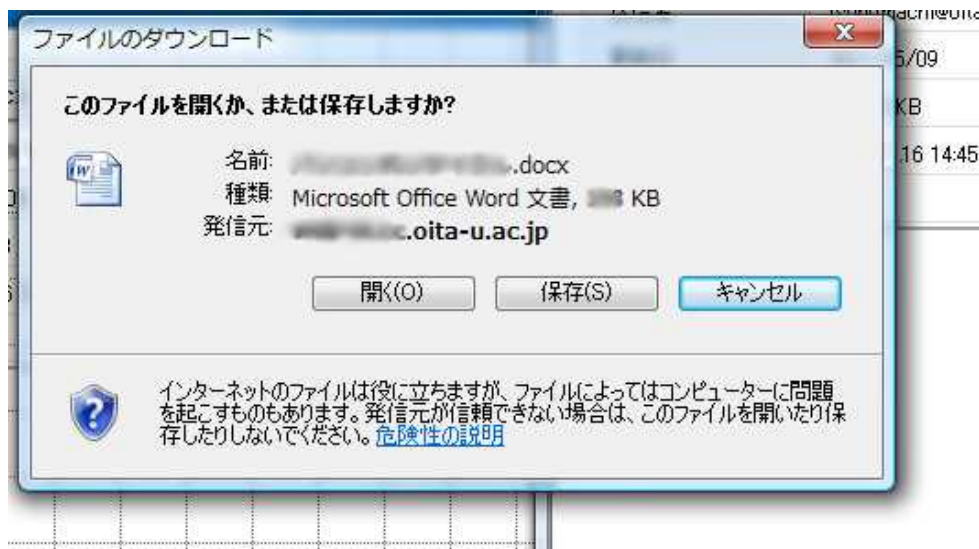 ファイルのダウンロード
5/09
このファイルを開くか、または保存しますか?
KB
名前: .docx
.16 14:45
種類: Microsoft Office Word 文書, KB
発信元: .oita-u.ac.jp
開く(O) 保存(S) キャンセル
インターネットのファイルは役に立ちますが、ファイルによってはコンピューターに問題
を起こすものもあります。発信元が信頼できない場合は、このファイルを開いたり保
存したりしないでください。危険性の説明